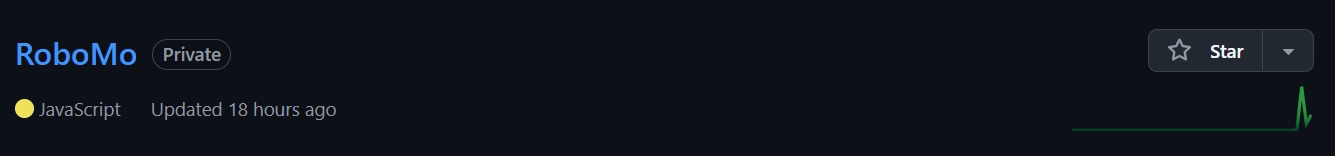 RoboMo Private Star
JavaScript Updated 18 hours ago